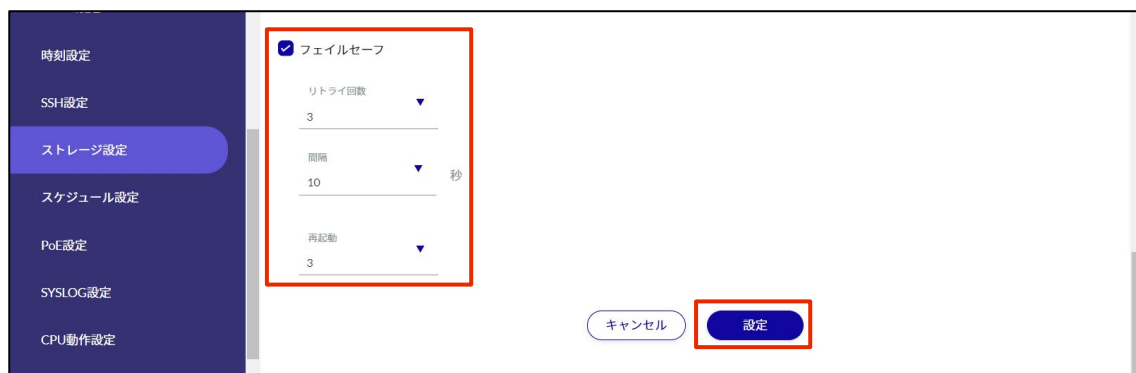 時刻設定
SSH設定
ストレージ設定
スケジュール設定
PoE設定
SYSLOG設定
CPU動作設定
フェイルセーフ
リトライ回数
3
間隔
10
秒
再起動
3
キャンセル
設定